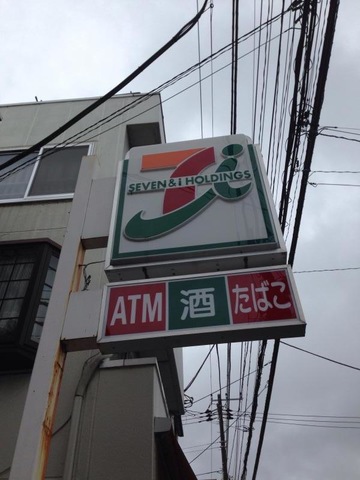 SEVEN & i HOLDINGS
ATM 酒 たばこ